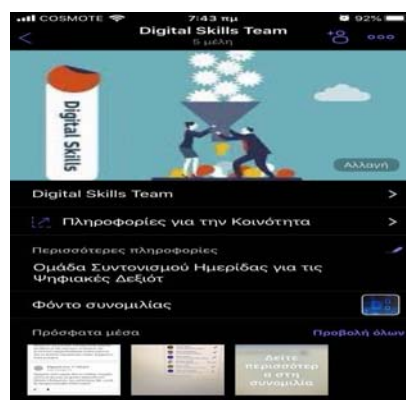 COSMOTE 7:43 πμ 92%
Digital Skills Team
5 μέλη
Digital Skills
Αλλαγή
Digital Skills Team
Πληροφορίες για την Κοινότητα
Περισσότερες πληροφορίες
Ομάδα Συντονισμού Ημερίδας για τις
Ψηφιακές Δεξιότ
Φόντο συνομιλίας
Πρόσφατα μέσα Προβολή όλων
Δείτε
περισσότερ
α στη
συνομιλία